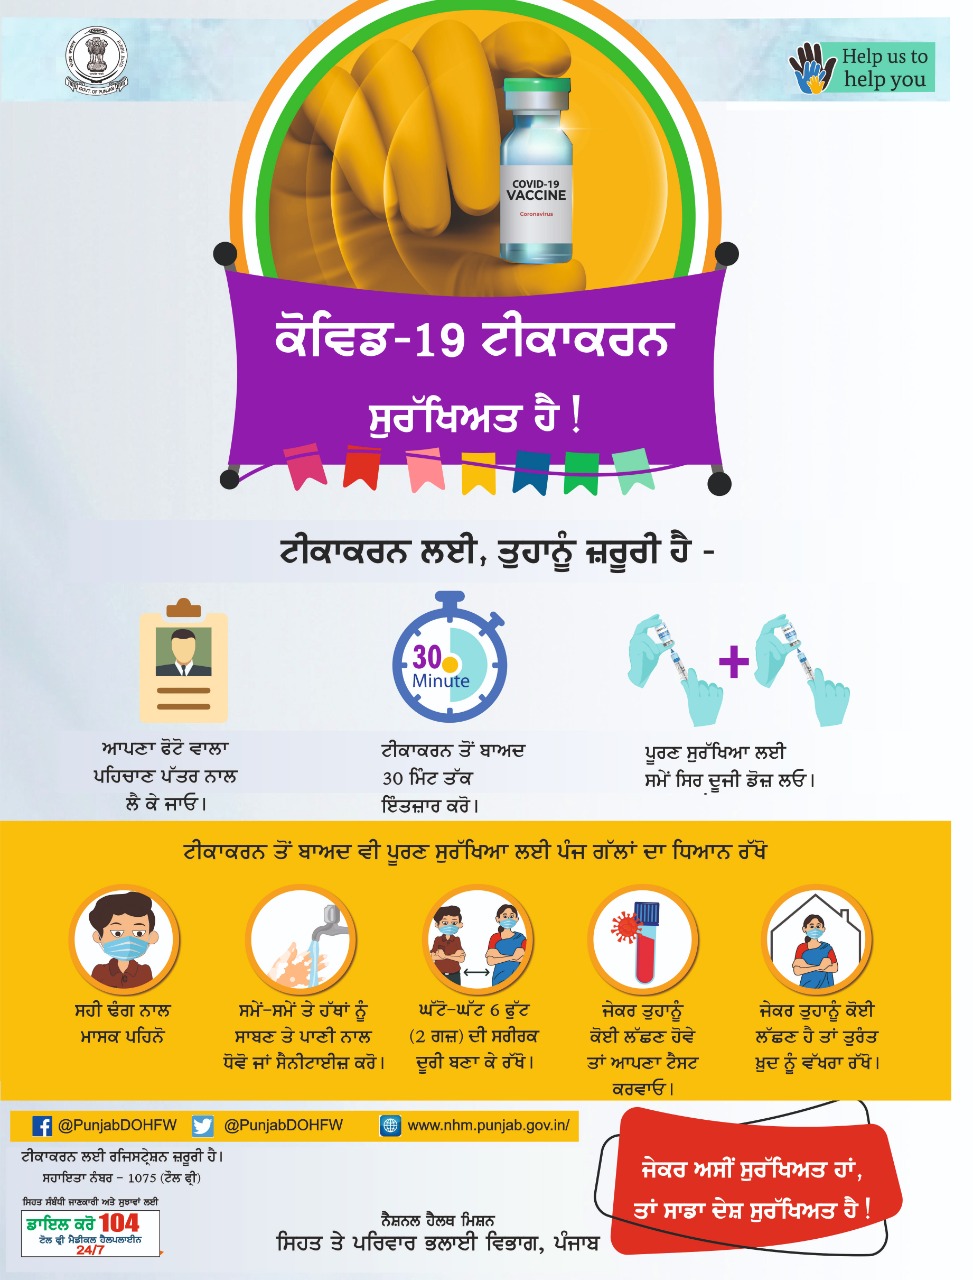 Help us to
help you
COVID-19
VACCINE
Coronavirus
ਕੋਵਿਡ-19 ਟੀਕਾਕਰਨ
ਸੁਰੱਖਿਅਤ ਹੈ!
ਟੀਕਾਕਰਨ ਲਈ, ਤੁਹਾਨੂੰ ਜ਼ਰੂਰੀ ਹੈ -
30
Minute
ਆਪਣਾ ਫੋਟੋ ਵਾਲਾ
ਪਹਿਚਾਣ ਪੱਤਰ ਨਾਲ
ਲੈ ਕੇ ਜਾਓ।
ਟੀਕਾਕਰਨ ਤੋਂ ਬਾਅਦ
30 ਮਿੰਟ ਤੱਕ
ਇੰਤਜ਼ਾਰ ਕਰੋ।
ਪੂਰਣ ਸੁਰੱਖਿਆ ਲਈ
ਸਮੇਂ ਸਿਰ ਦੂਜੀ ਡੋਜ਼ ਲਓ।
ਟੀਕਾਕਰਨ ਤੋਂ ਬਾਅਦ ਵੀ ਪੂਰਣ ਸੁਰੱਖਿਆ ਲਈ ਪੰਜ ਗੱਲਾਂ ਦਾ ਧਿਆਨ ਰੱਖੋ
ਸਹੀ ਢੰਗ ਨਾਲ
ਮਾਸਕ ਪਹਿਨੋ
ਸਮੇਂ-ਸਮੇਂ ਤੇ ਹੱਥਾਂ ਨੂੰ
ਸਾਬਣ ਤੇ ਪਾਣੀ ਨਾਲ
ਧੋਵੋ ਜਾਂ ਸੈਨੀਟਾਈਜ਼ ਕਰੋ।
ਘੱਟੋ-ਘੱਟ 6 ਫੁੱਟ
(2 ਗਜ਼) ਦੀ ਸਰੀਰਕ
ਦੂਰੀ ਬਣਾ ਕੇ ਰੱਖੋ।
ਜੇਕਰ ਤੁਹਾਨੂੰ
ਕੋਈ ਲੱਛਣ ਹੋਵੇ
ਤਾਂ ਆਪਣਾ ਟੈਸਟ
ਕਰਵਾਓ।
ਜੇਕਰ ਤੁਹਾਨੂੰ ਕੋਈ
ਲੱਛਣ ਹੈ ਤਾਂ ਤੁਰੰਤ
ਖ਼ੁਦ ਨੂੰ ਵੱਖਰਾ ਰੱਖੋ।
@PunjabDOHFW @PunjabDOHFW www.nhm.punjab.gov.in/
ਟੀਕਾਕਰਨ ਲਈ ਰਜਿਸਟ੍ਰੇਸ਼ਨ ਜ਼ਰੂਰੀ ਹੈ।
ਸਹਾਇਤਾ ਨੰਬਰ - 1075 (ਟੌਲ ਫ੍ਰੀ)
ਸਿਹਤ ਸੰਬੰਧੀ ਜਾਣਕਾਰੀ ਅਤੇ ਸੁਝਾਵਾਂ ਲਈ
ਡਾਇਲ ਕਰੋ 104
ਟੋਲ ਫ੍ਰੀ ਮੈਡੀਕਲ ਹੈਲਪਲਾਈਨ
24/7
ਨੈਸ਼ਨਲ ਹੈਲਥ ਮਿਸ਼ਨ
ਸਿਹਤ ਤੇ ਪਰਿਵਾਰ ਭਲਾਈ ਵਿਭਾਗ, ਪੰਜਾਬ
ਜੇਕਰ ਅਸੀਂ ਸੁਰੱਖਿਅਤ ਹਾਂ,
ਤਾਂ ਸਾਡਾ ਦੇਸ਼ ਸੁਰੱਖਿਅਤ ਹੈ!